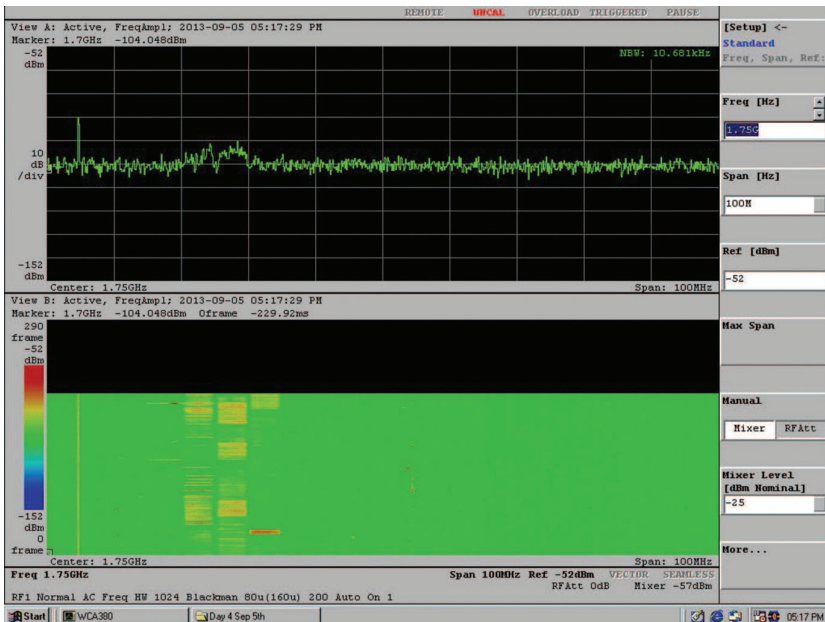 REMOTE UNCAL OVERLOAD TRIGGERED PAUSE
View A: Active, FreqAmpl; 2013-09-05 05:17:29 PM
Marker: 1.7GHz -104.048dBm
-52
dBm
NBW: 10.681kHz
10
dB
/div
-152
dBm
Center: 1.75GHz Span: 100MHz
View B: Active, FreqAmpl; 2013-09-05 05:17:29 PM
Marker: 1.7GHz -104.048dBm 0frame -229.92ms
290
frame
-52
dBm
-152
dBm
0
frame
Center: 1.75GHz Span: 100MHz
Freq 1.75GHz Span 100MHz Ref -52dBm VECTOR SEAMLESS
RFAtt 0dB Mixer -57dBm
RF1 Normal AC Freq HW 1024 Blackman 80u(160u) 200 Auto On 1
[Setup] <-
Standard
Freq, Span, Ref:
Freq [Hz]
1.75G
Span [Hz]
100M
Ref [dBm]
-52
Max Span
Manual
Mixer RFAtt
Mixer Level
[dBm Nominal]
-25
More...
Start WCA380 Day 4 Sep 5th 05:17 PM